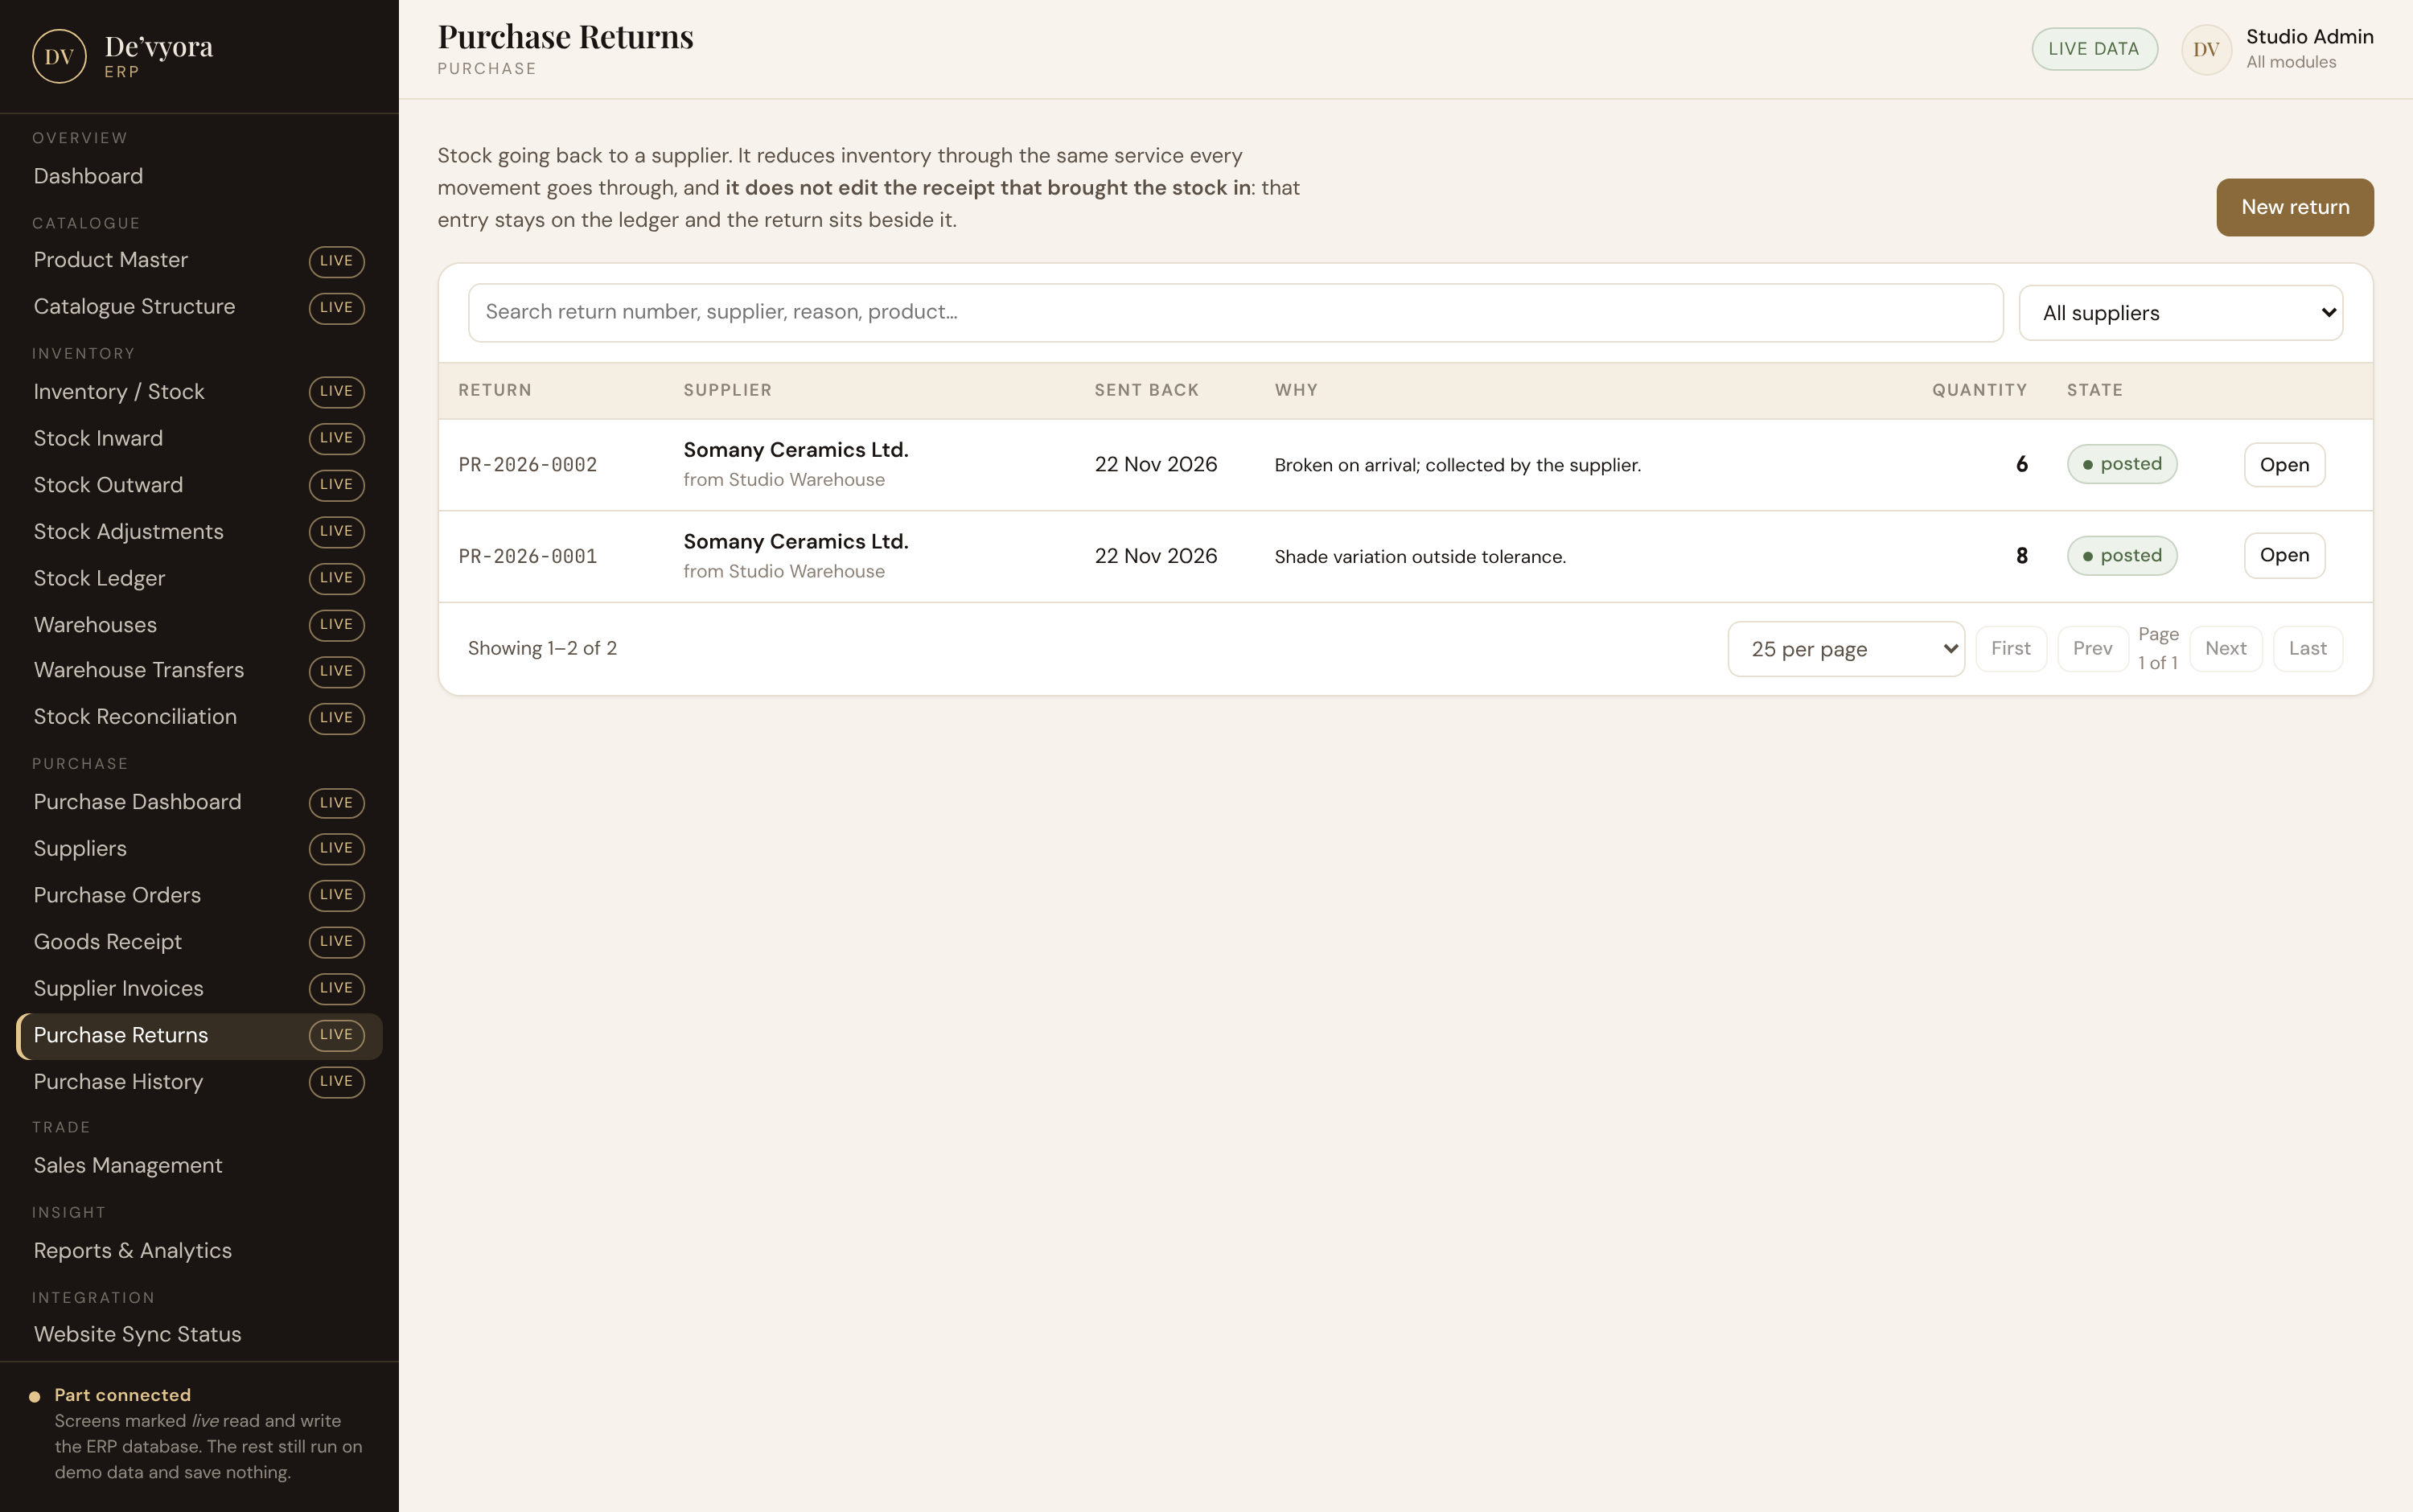 DV
De’vyora
ERP
OVERVIEW
Dashboard
CATALOGUE
Product Master LIVE
Catalogue Structure LIVE
INVENTORY
Inventory / Stock LIVE
Stock Inward LIVE
Stock Outward LIVE
Stock Adjustments LIVE
Stock Ledger LIVE
Warehouses LIVE
Warehouse Transfers LIVE
Stock Reconciliation LIVE
PURCHASE
Purchase Dashboard LIVE
Suppliers LIVE
Purchase Orders LIVE
Goods Receipt LIVE
Supplier Invoices LIVE
Purchase Returns LIVE
Purchase History LIVE
TRADE
Sales Management
INSIGHT
Reports & Analytics
INTEGRATION
Website Sync Status
Part connected
Screens marked live read and write
the ERP database. The rest still run on
demo data and save nothing.
Purchase Returns
PURCHASE
LIVE DATA
DV
Studio Admin
All modules
Stock going back to a supplier. It reduces inventory through the same service every
movement goes through, and it does not edit the receipt that brought the stock in: that
entry stays on the ledger and the return sits beside it.
New return
Search return number, supplier, reason, product…
All suppliers
RETURN SUPPLIER SENT BACK WHY QUANTITY STATE
PR-2026-0002 Somany Ceramics Ltd. 22 Nov 2026 Broken on arrival; collected by the supplier. 6 posted Open
from Studio Warehouse
PR-2026-0001 Somany Ceramics Ltd. 22 Nov 2026 Shade variation outside tolerance. 8 posted Open
from Studio Warehouse
Showing 1–2 of 2
25 per page
First
Prev
Page
1 of 1
Next
Last